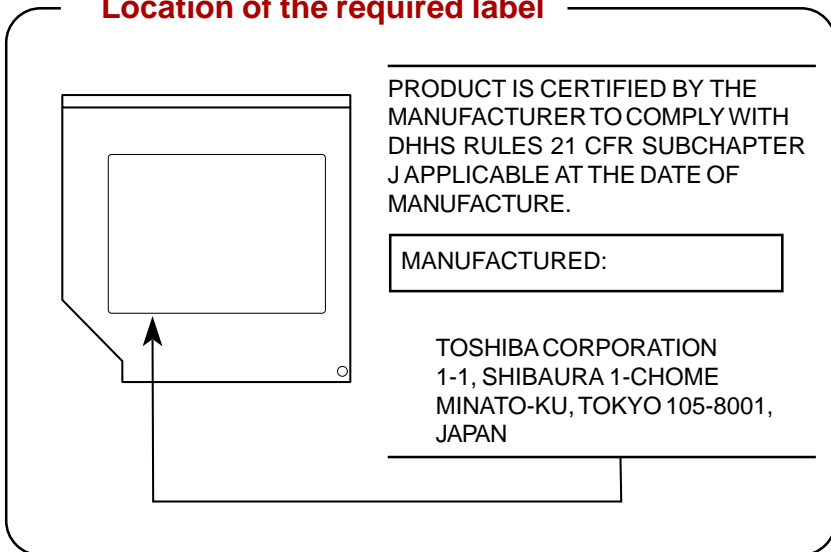 Location of the required label
PRODUCT IS CERTIFIED BY THE
MANUFACTURER TO COMPLY WITH
DHHS RULES 21 CFR SUBCHAPTER
J APPLICABLE AT THE DATE OF
MANUFACTURE.
MANUFACTURED:
TOSHIBA CORPORATION
1-1, SHIBAURA 1-CHOME
MINATO-KU, TOKYO 105-8001,
JAPAN